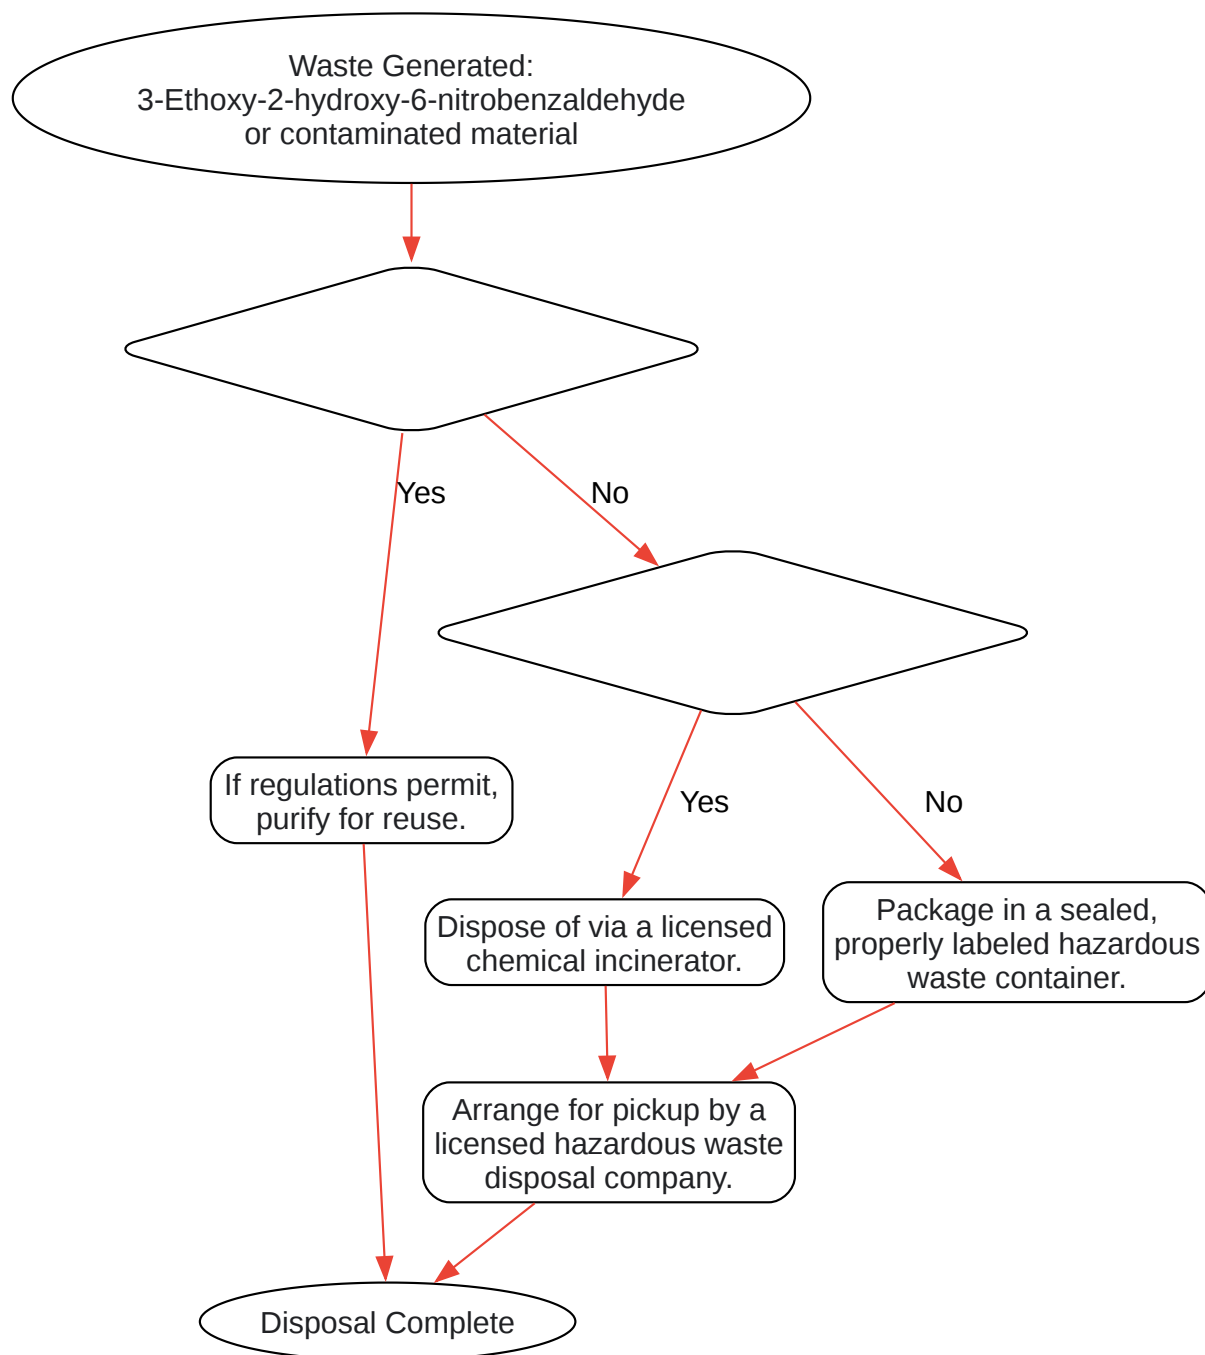 Waste Generated:
3-Ethoxy-2-hydroxy-6-nitrobenzaldehyde
or contaminated material
Yes
No
If regulations permit,
purify for reuse.
Yes
No
Dispose of via a licensed
chemical incinerator.
Package in a sealed,
properly labeled hazardous
waste container.
Arrange for pickup by a
licensed hazardous waste
disposal company.
Disposal Complete